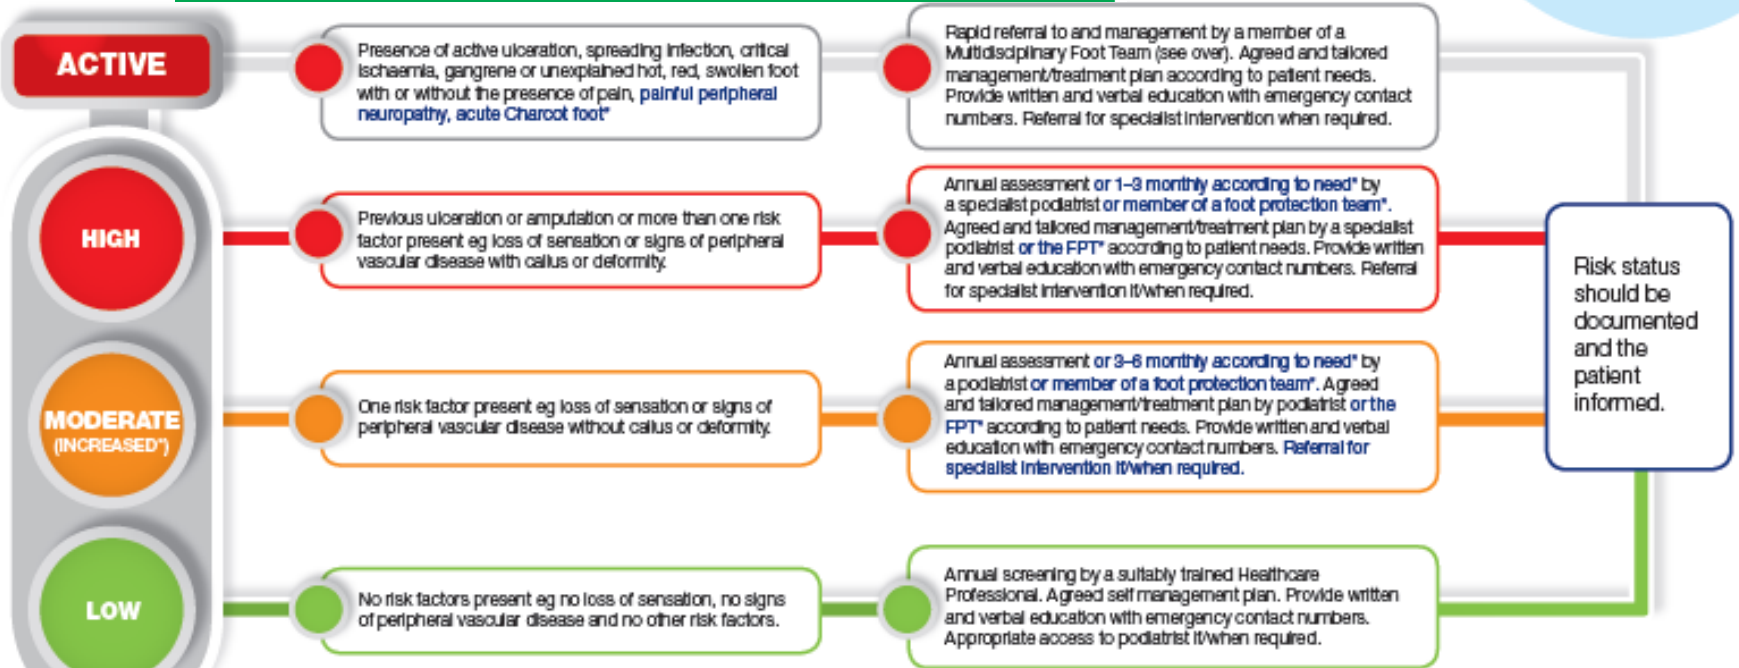 ACTIVE
Presence of active ulceration, spreading infection, critical
ischaemia, gangrene or unexplained hot, red, swollen foot
with or without the presence of pain, painful peripheral
neuropathy, acute Charcot foot*
Rapid referral to and management by a member of a
Multidisciplinary Foot Team (see over). Agreed and tailored
management/treatment plan according to patient needs.
Provide written and verbal education with emergency contact
numbers. Referral for specialist intervention when required.
HIGH
Previous ulceration or amputation or more than one risk
factor present eg loss of sensation or signs of peripheral
vascular disease with callus or deformity.
Annual assessment or 1–3 monthly according to need* by
a specialist podiatrist or member of a foot protection team*.
Agreed and tailored management/treatment plan by a specialist
podiatrist or the FPT* according to patient needs. Provide written
and verbal education with emergency contact numbers. Referral
for specialist intervention if/when required.
MODERATE
(INCREASED*)
One risk factor present eg loss of sensation or signs of
peripheral vascular disease without callus or deformity.
Annual assessment or 3–6 monthly according to need* by
a podiatrist or member of a foot protection team*. Agreed
and tailored management/treatment plan by podiatrist or the
FPT* according to patient needs. Provide written and verbal
education with emergency contact numbers. Referral for
specialist intervention if/when required.
LOW
No risk factors present eg no loss of sensation, no signs
of peripheral vascular disease and no other risk factors.
Annual screening by a suitably trained Healthcare
Professional. Agreed self management plan. Provide written
and verbal education with emergency contact numbers.
Appropriate access to podiatrist if/when required.
Risk status
should be
documented
and the
patient
informed.